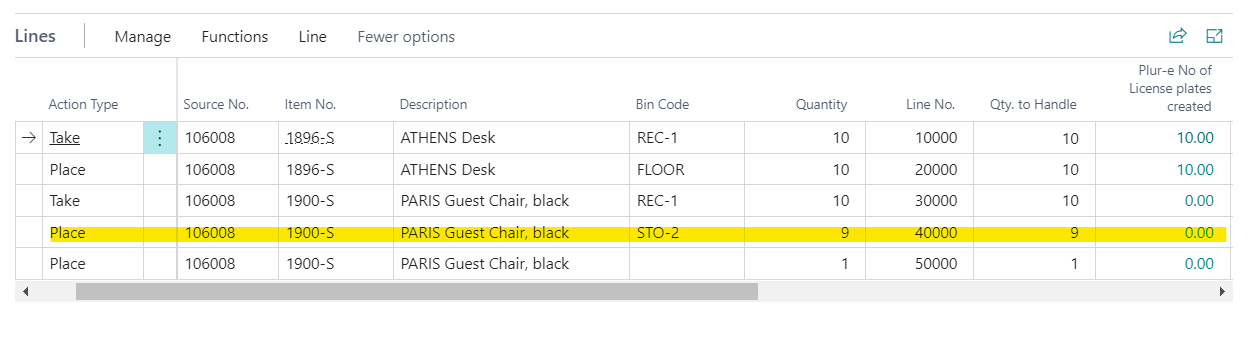 Lines Manage Functions Line Fewer options
Action Type Source No. Item No. Description Bin Code Quantity Line No. Qty. to Handle Plur-e No of License plates created
Take 106008 1896-S ATHENS Desk REC-1 10 10000 10 10.00
Place 106008 1896-S ATHENS Desk FLOOR 10 20000 10 10.00
Take 106008 1900-S PARIS Guest Chair, black REC-1 10 30000 10 0.00
Place 106008 1900-S PARIS Guest Chair, black STO-2 9 40000 9 0.00
Place 106008 1900-S PARIS Guest Chair, black 1 50000 1 0.00